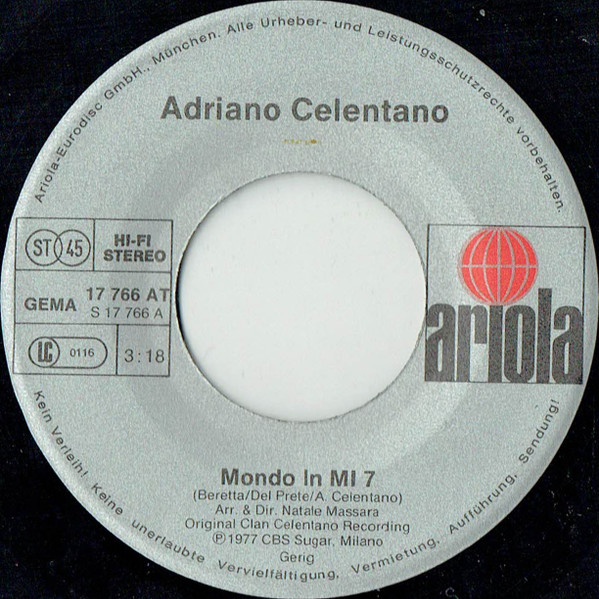 Ariola-Eurodisc GmbH., München. Alle Urheber- und Leistungsschutzrechte vorbehalten.
Adriano Celentano
ST 45
HI-FI
STEREO
GEMA
17 766 AT
S 17 766 A
LC 0116
3:18
ariola
Mondo In MI 7
(Beretta/Del Prete/A. Celentano)
Arr. & Dir. Natale Massara
Original Clan Celentano Recording
Ⓟ1977 CBS Sugar, Milano
Gerig
Kein Verleih! Keine unerlaubte Vervielfältigung, Vermietung, Aufführung, Sendung!